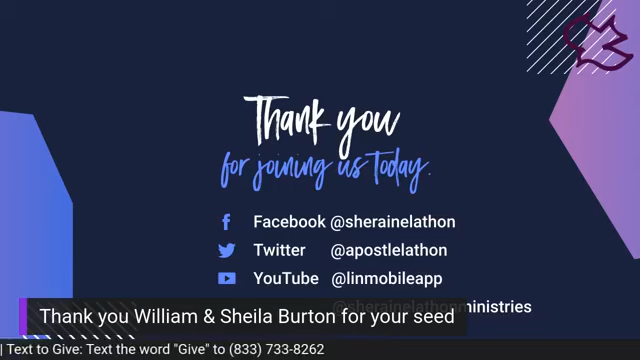 Thank you
for joining us today.
Facebook @sherainelathon
Twitter @apostlelathon
YouTube @linmobileapp
@sherainelathonministries
Thank you William & Sheila Burton for your seed
| Text to Give: Text the word "Give" to (833) 733-8262